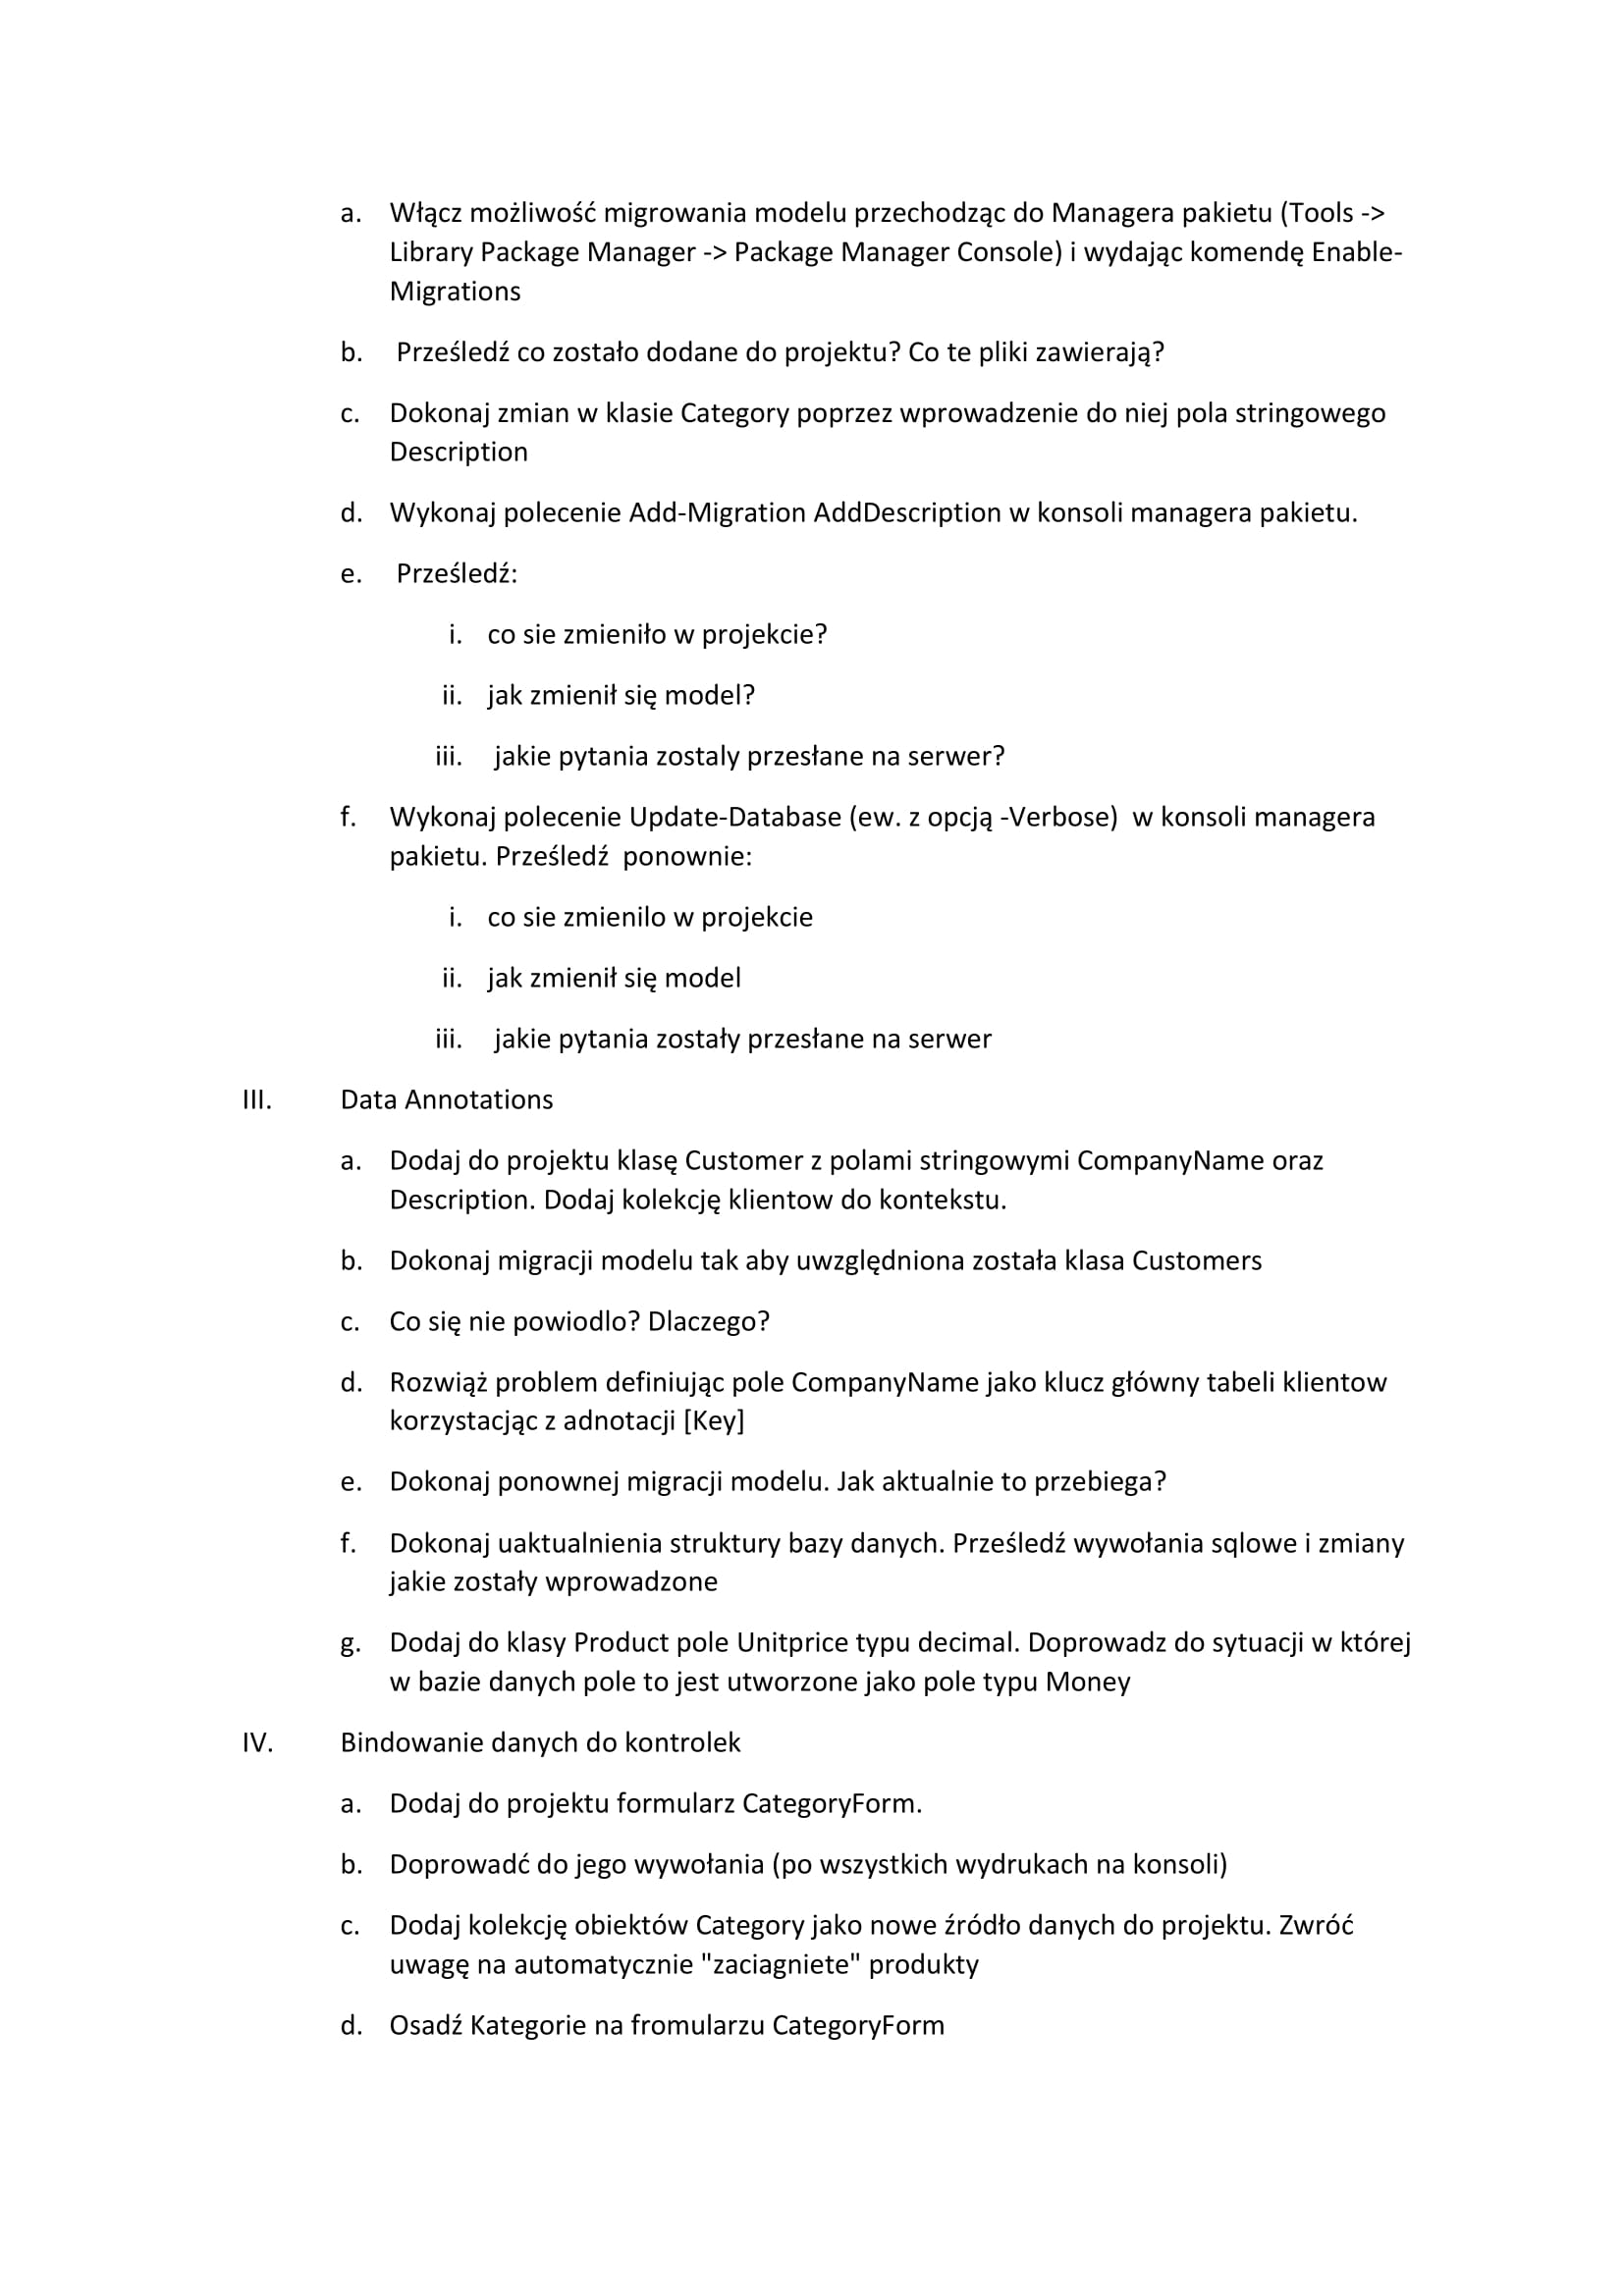 a. Włącz możliwość migrowania modelu przechodząc do Managera pakietu (Tools ->
Library Package Manager -> Package Manager Console) i wydając komendę Enable-
Migrations
b. Prześledź co zostało dodane do projektu? Co te pliki zawierają?
c. Dokonaj zmian w klasie Category poprzez wprowadzenie do niej pola stringowego
Description
d. Wykonaj polecenie Add-Migration AddDescription w konsoli managera pakietu.
e. Prześledź:
i. co sie zmieniło w projekcie?
ii. jak zmienił się model?
iii. jakie pytania zostaly przesłane na serwer?
f. Wykonaj polecenie Update-Database (ew. z opcją -Verbose) w konsoli managera
pakietu. Prześledź ponownie:
i. co sie zmienilo w projekcie
ii. jak zmienił się model
iii. jakie pytania zostały przesłane na serwer
III. Data Annotations
a. Dodaj do projektu klasę Customer z polami stringowymi CompanyName oraz
Description. Dodaj kolekcję klientow do kontekstu.
b. Dokonaj migracji modelu tak aby uwzględniona została klasa Customers
c. Co się nie powiodlo? Dlaczego?
d. Rozwiąż problem definiując pole CompanyName jako klucz główny tabeli klientow
korzystacjąc z adnotacji [Key]
e. Dokonaj ponownej migracji modelu. Jak aktualnie to przebiega?
f. Dokonaj uaktualnienia struktury bazy danych. Prześledź wywołania sqlowe i zmiany
jakie zostały wprowadzone
g. Dodaj do klasy Product pole Unitprice typu decimal. Doprowadz do sytuacji w której
w bazie danych pole to jest utworzone jako pole typu Money
IV. Bindowanie danych do kontrolek
a. Dodaj do projektu formularz CategoryForm.
b. Doprowadć do jego wywołania (po wszystkich wydrukach na konsoli)
c. Dodaj kolekcję obiektów Category jako nowe źródło danych do projektu. Zwróć
uwagę na automatycznie "zaciagniete" produkty
d. Osadź Kategorie na fromularzu CategoryForm